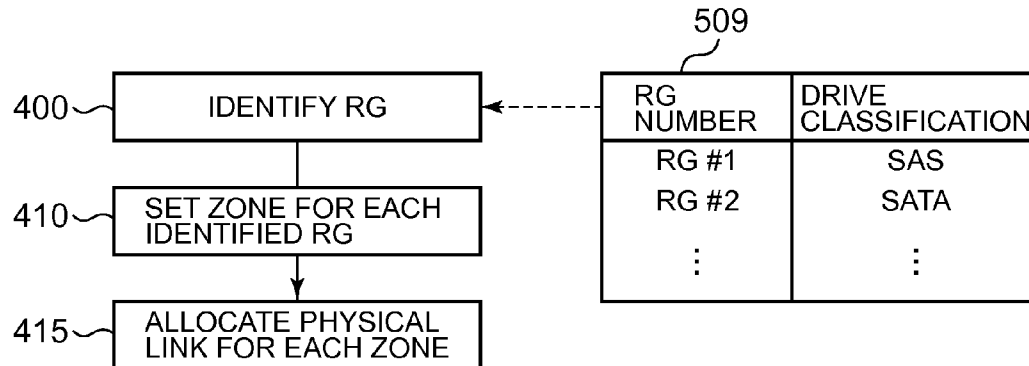 509
400
IDENTIFY RG
410
SET ZONE FOR EACH
IDENTIFIED RG
415
ALLOCATE PHYSICAL
LINK FOR EACH ZONE
RG
NUMBER
DRIVE
CLASSIFICATION
RG #1
SAS
RG #2
SATA
⋮
⋮